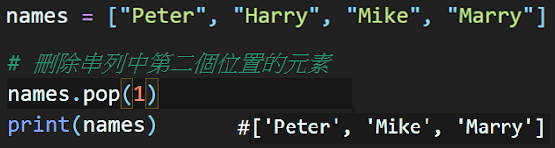 names = ["Peter", "Harry", "Mike", "Marry"]
# 刪除串列中第二個位置的元素
names.pop(1)
print(names) #['Peter', 'Mike', 'Marry']